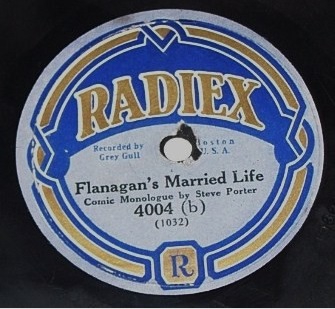 RADIEX
Recorded by Boston
Grey Gull U. S. A.
Flanagan's Married Life
Comic Monologue by Steve Porter
4004 (b)
(1032)
R